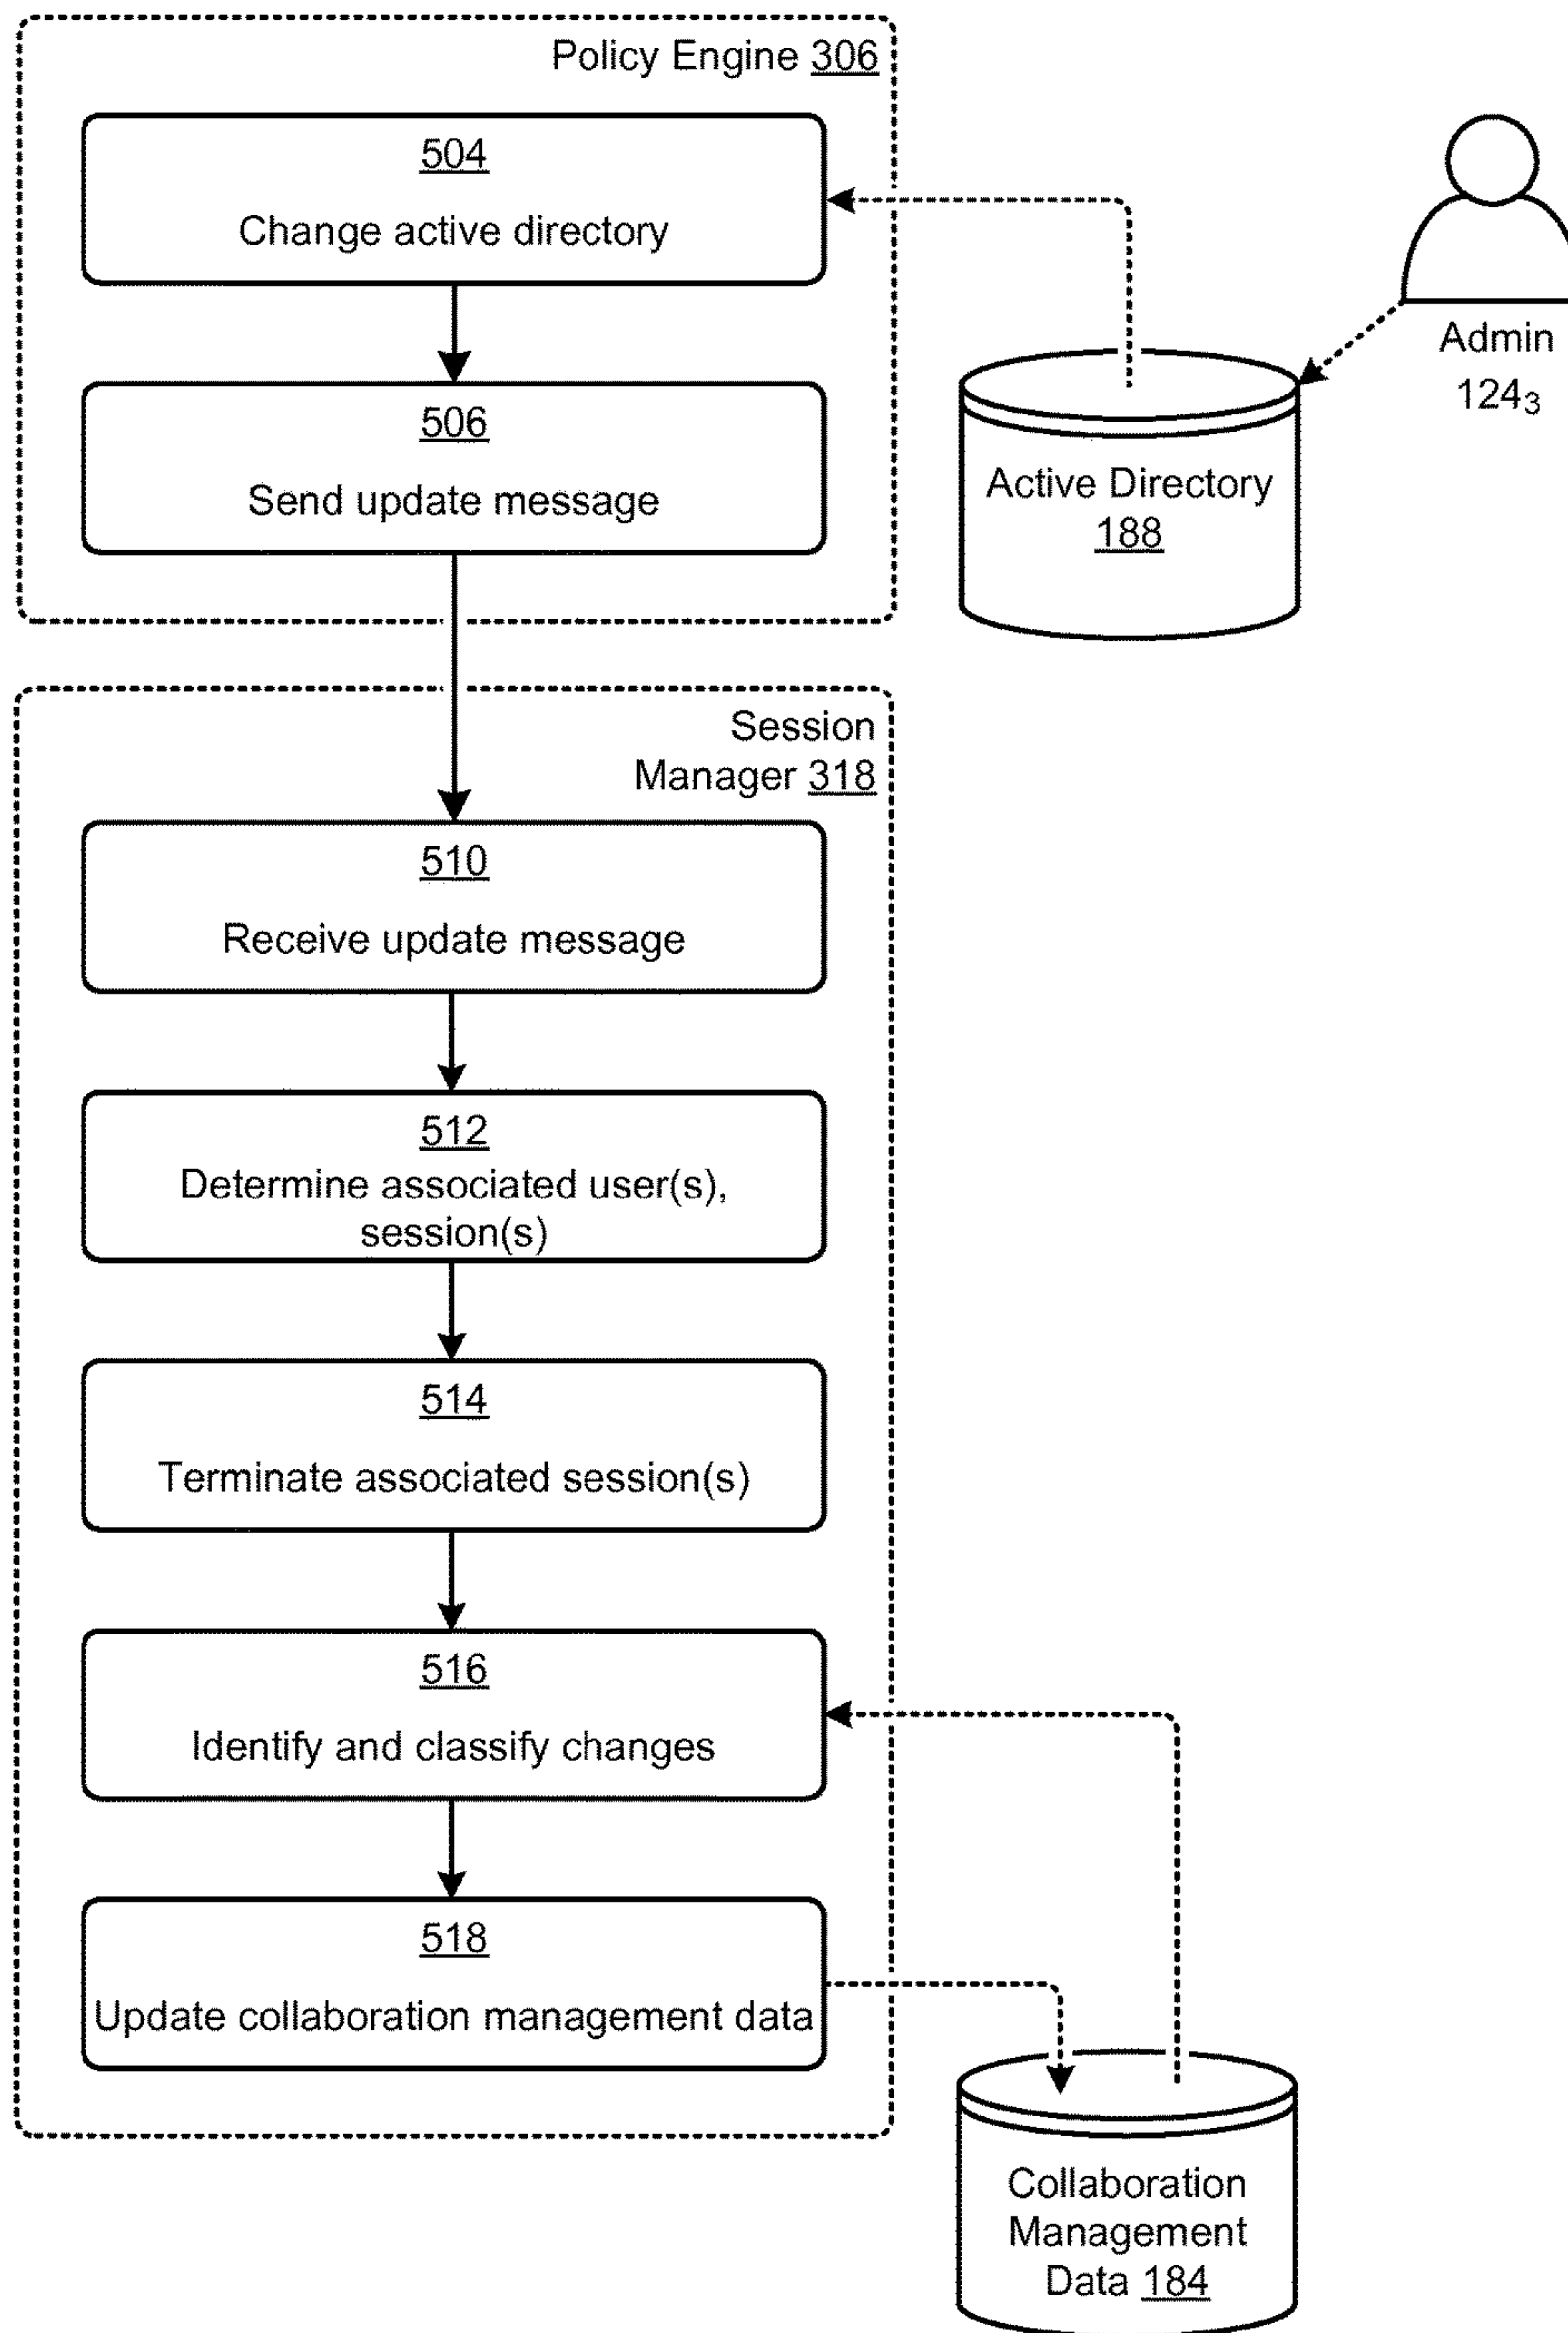 Policy Engine 306
504
Change active directory
Admin
124₃
506
Send update message
Active Directory
188
Session
Manager 318
510
Receive update message
512
Determine associated user(s),
session(s)
514
Terminate associated session(s)
516
Identify and classify changes
518
Update collaboration management data
Collaboration
Management
Data 184